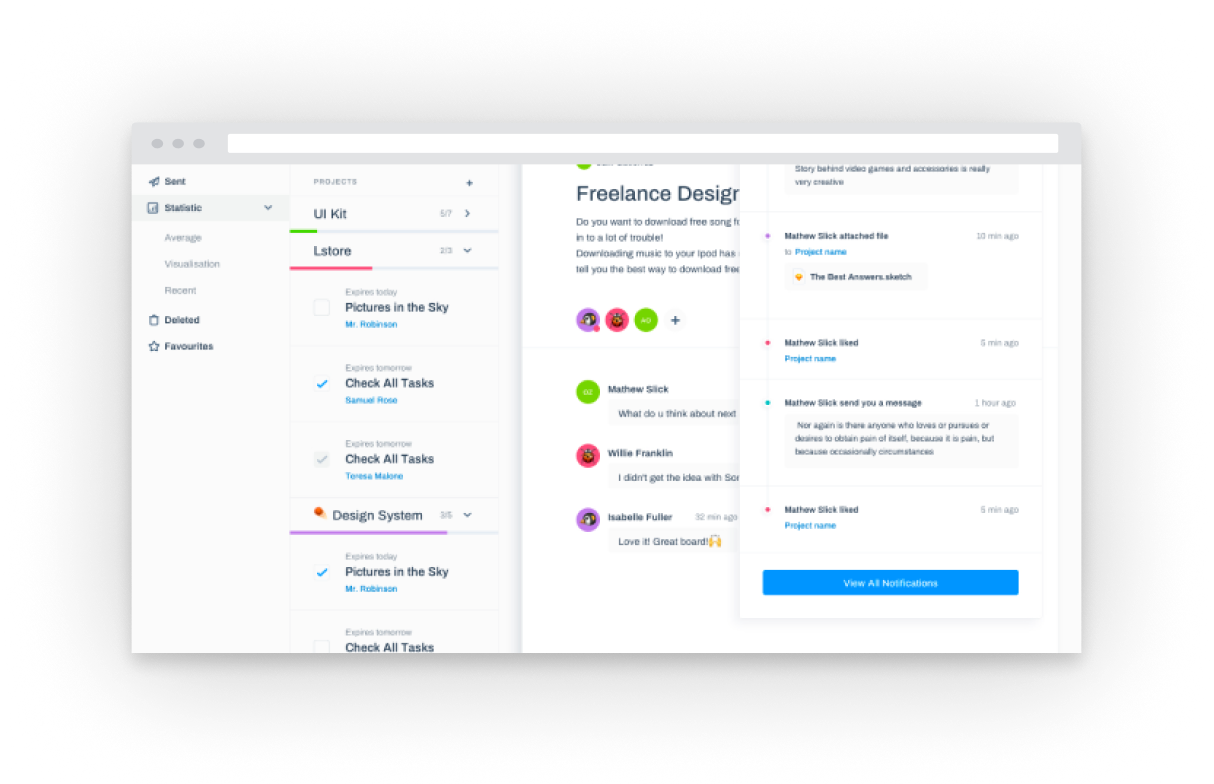 Sent
Statistic
Average
Visualisation
Recent
Deleted
Favourites
PROJECTS +
UI Kit 5/7
Lstore 2/3
Expires today
Pictures in the Sky
Mr. Robinson
Expires tomorrow
Check All Tasks
Samuel Rose
Expires tomorrow
Check All Tasks
Teresa Malone
Design System 3/5
Expires today
Pictures in the Sky
Mr. Robinson
Expires tomorrow
Check All Tasks
Freelance Design
Do you want to download free song
in to a lot of trouble!
Downloading music to your Ipod has
tell you the best way to download free
+
Mathew Slick
What do u think about next
Willie Franklin
I didn't get the idea with
Isabelle Fuller 32 min ago
Love it! Great board!🙌
Story behind video games and accessories is really
very creative
Mathew Slick attached file 10 min ago
to Project name
The Best Answers.sketch
Mathew Slick liked 5 min ago
Project name
Mathew Slick send you a message 1 hour ago
Nor again is there anyone who loves or pursues or
desires to obtain pain of itself, because it is pain, but
because occasionally circumstances
Mathew Slick liked 5 min ago
Project name
View All Notifications